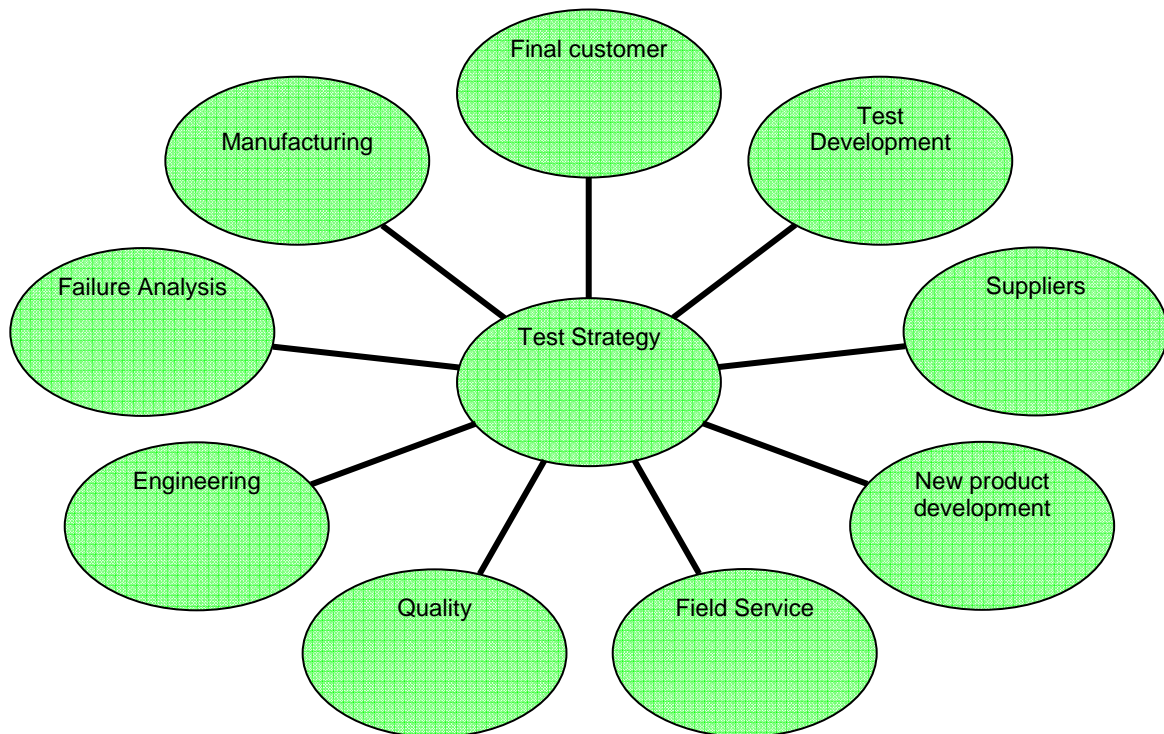 Final customer
Manufacturing
Test
Development
Failure Analysis
Suppliers
Test Strategy
Engineering
New product
development
Quality
Field Service